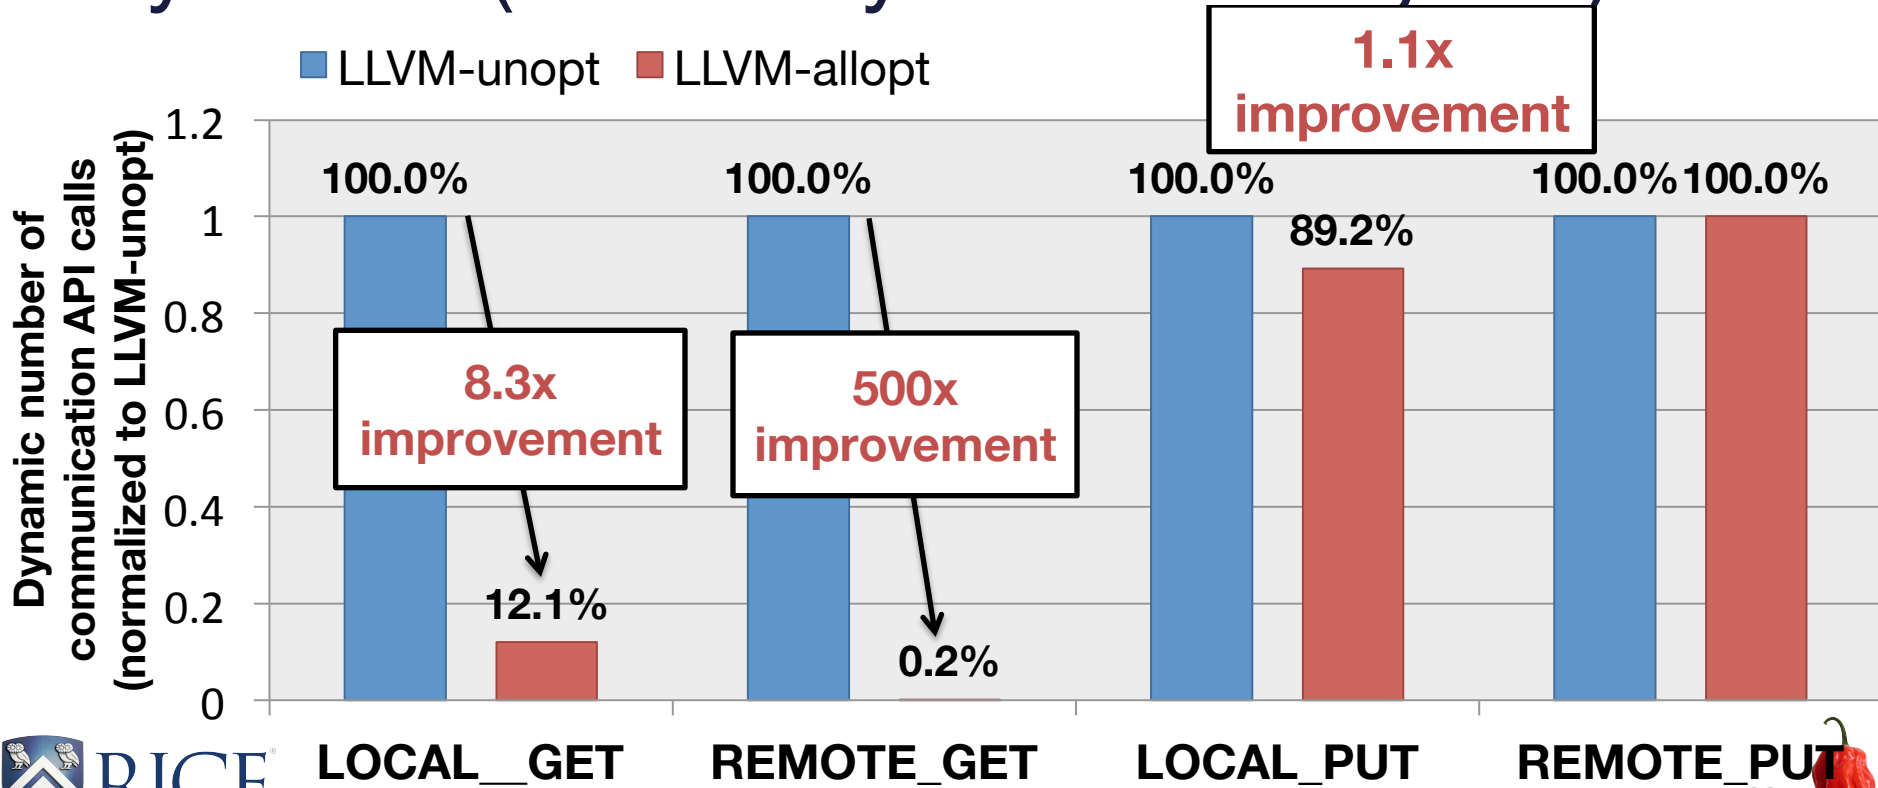 LLVM-unopt LLVM-allopt
1.1x
improvement
Dynamic number of
communication API calls
(normalized to LLVM-unopt)
1.2
1
0.8
0.6
0.4
0.2
0
100.0%
100.0%
100.0%
100.0% 100.0%
89.2%
8.3x
improvement
500x
improvement
12.1%
0.2%
LOCAL__GET REMOTE_GET LOCAL_PUT REMOTE_PUT
RICE